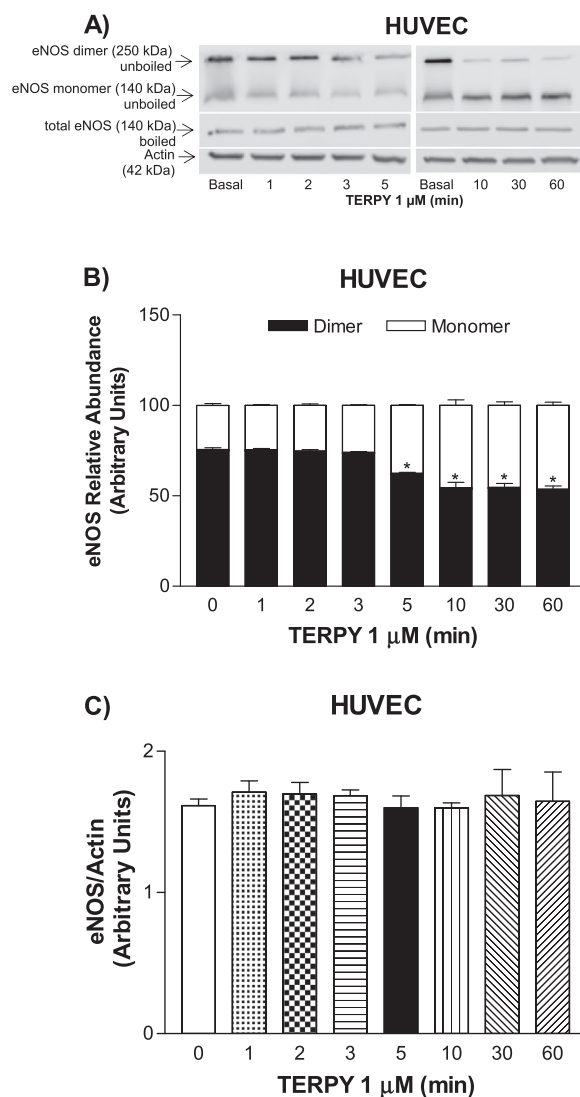 A)
HUVEC
eNOS dimer (250 kDa)
unboiled
eNOS monomer (140 kDa)
unboiled
total eNOS (140 kDa)
boiled
Actin
(42 kDa)
Basal 1 2 3 5 Basal 10 30 60
TERPY 1 µM (min)
B)
HUVEC
150
Dimer Monomer
100
50
0
eNOS Relative Abundance
(Arbitrary Units)
* * * *
0 1 2 3 5 10 30 60
TERPY 1 µM (min)
C)
HUVEC
2
1
0
eNOS/Actin
(Arbitrary Units)
0 1 2 3 5 10 30 60
TERPY 1 µM (min)